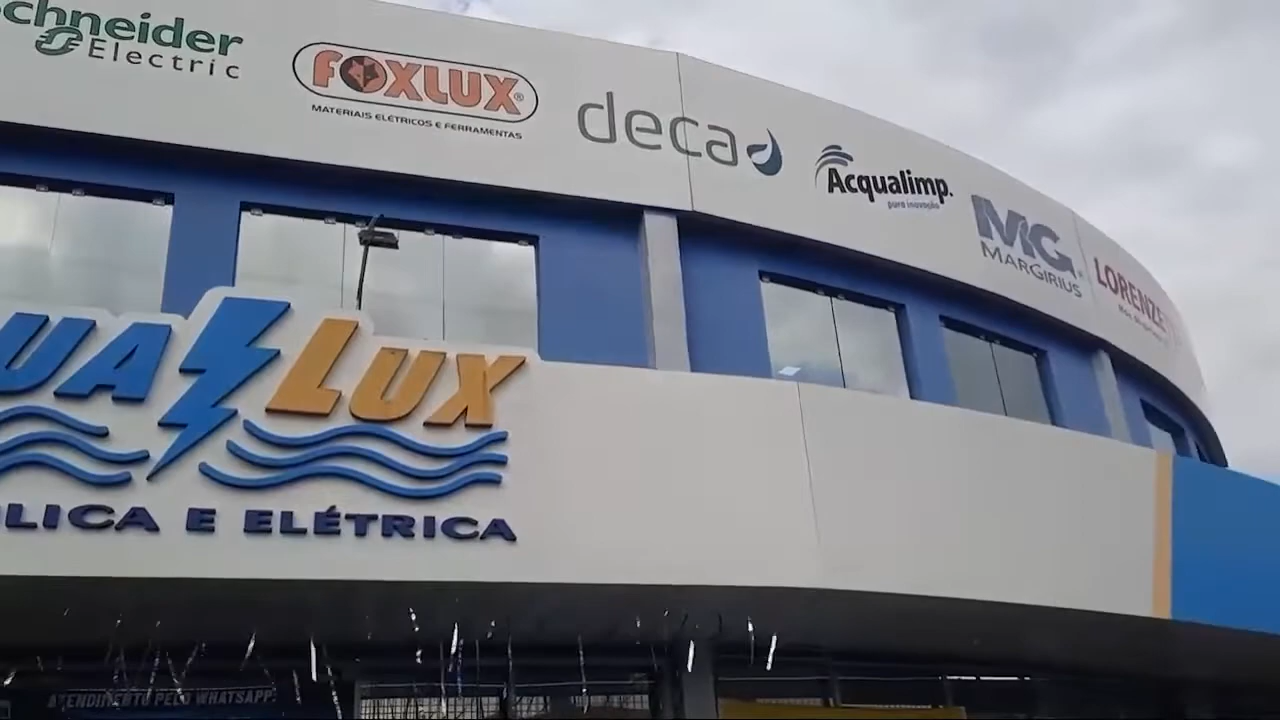 chneider
Electric
FOXLUX®
MATERIAIS ELÉTRICOS E FERRAMENTAS
deca
Acqualimp.
pura inovação
MG
MARGIRIUS
LORENZE
UA LUX
LICA E ELÉTRICA
ATENDIMENTO PELO WHATSAPP: